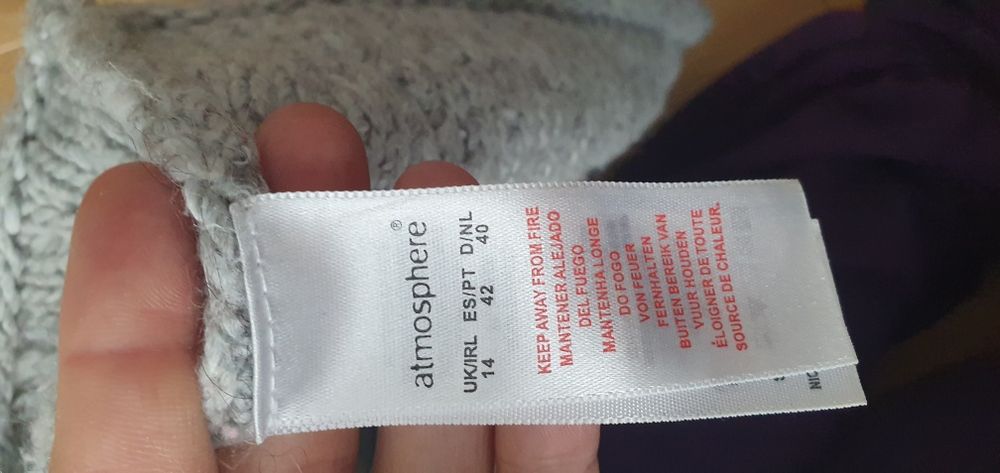 atmosphere®
UK/IRL ES/PT D/NL
14 42 40
KEEP AWAY FROM FIRE
MANTENER ALEJADO
DEL FUEGO
MANTENHA LONGE
DO FOGO
VON FEUER
FERNHALTEN
BUITEN BEREIK VAN
VUUR HOUDEN
ÉLOIGNER DE TOUTE
SOURCE DE CHALEUR.